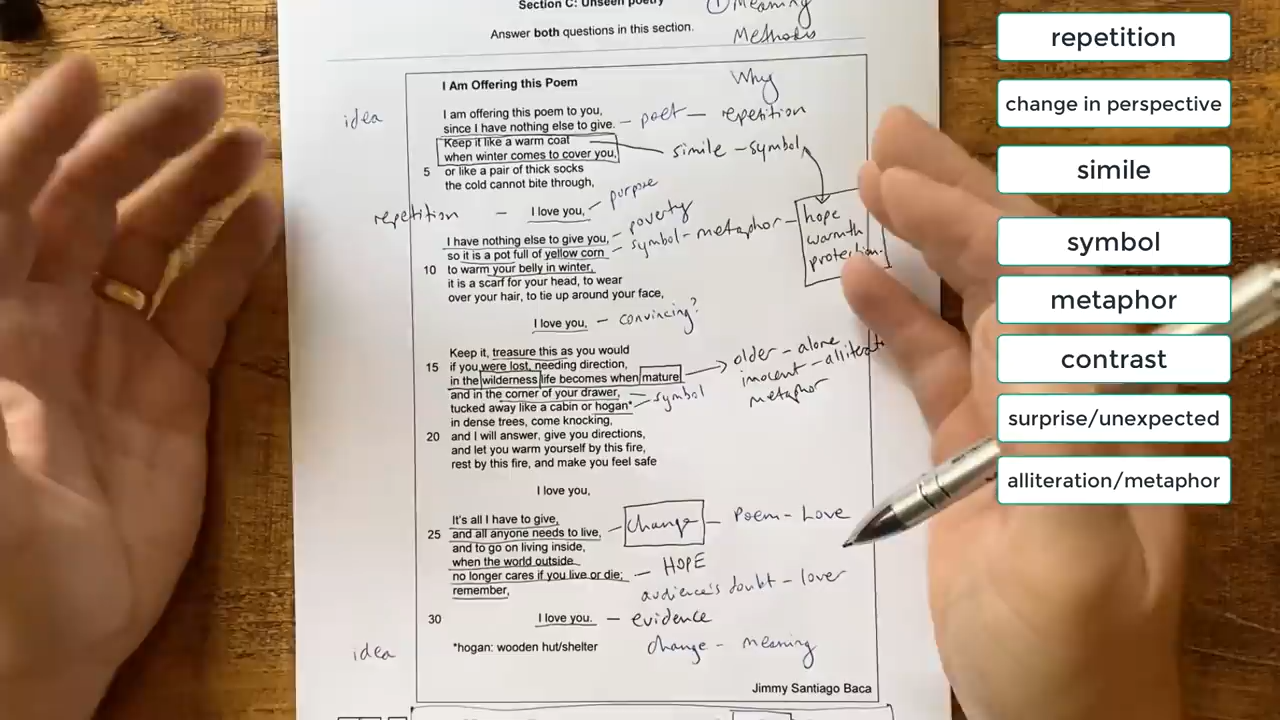 Section C: Unseen poetry
① Meaning
Answer both questions in this section.
Methods
I Am Offering this Poem
Why
idea
I am offering this poem to you,
since I have nothing else to give. – poet – repetition
Keep it like a warm coat
when winter comes to cover you, simile – symbol
5 or like a pair of thick socks
the cold cannot bite through,
repetition – I love you, – purpose
I have nothing else to give you, – poverty
so it is a pot full of yellow corn – symbol – metaphor –
hope
warmth
protection.
10 to warm your belly in winter,
it is a scarf for your head, to wear
over your hair, to tie up around your face,
I love you, – convincing?
Keep it, treasure this as you would
15 if you were lost, needing direction,
in the wilderness life becomes when mature;
older – alone
inocent – alliterat
metaphor
and in the corner of your drawer,
tucked away like a cabin or hogan* – symbol
in dense trees, come knocking,
20 and I will answer, give you directions,
and let you warm yourself by this fire,
rest by this fire, and make you feel safe
I love you,
It's all I have to give,
25 and all anyone needs to live, – change – Poem – Love
and to go on living inside,
when the world outside
no longer cares if you live or die; – HOPE
remember, audience's doubt – lover
30 I love you. – evidence
idea
*hogan: wooden hut/shelter change – meaning
Jimmy Santiago Baca
repetition
change in perspective
simile
symbol
metaphor
contrast
surprise/unexpected
alliteration/metaphor